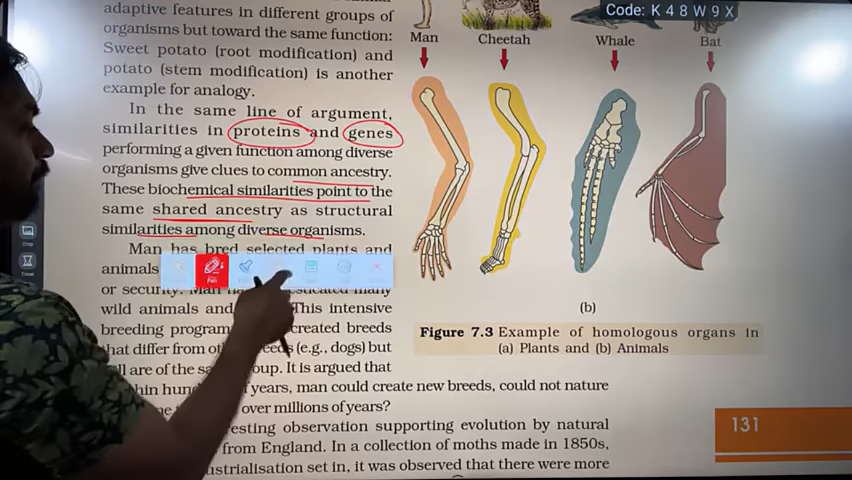 adaptive features in different groups of
organisms but toward the same function:
Sweet potato (root modification) and
potato (stem modification) is another
example for analogy.
In the same line of argument,
similarities in proteins and genes
performing a given function among diverse
organisms give clues to common ancestry.
These biochemical similarities point to the
same shared ancestry as structural
similarities among diverse organisms.
Man has bred selected plants and
animals
or security. Man
many
wild animals and
This intensive
breeding program
created breeds
that differ from
(e.g., dogs) but
are of the
It is argued that
years, man could create new breeds, could not nature
over millions of years?
observation supporting evolution by natural
from England. In a collection of moths made in 1850s,
set in, it was observed that there were more
Code: K 4 8 W 9 X
Man
Cheetah
Whale
Bat
(b)
Figure 7.3 Example of homologous organs in
(a) Plants and (b) Animals
131
Crop
Timer
Pen